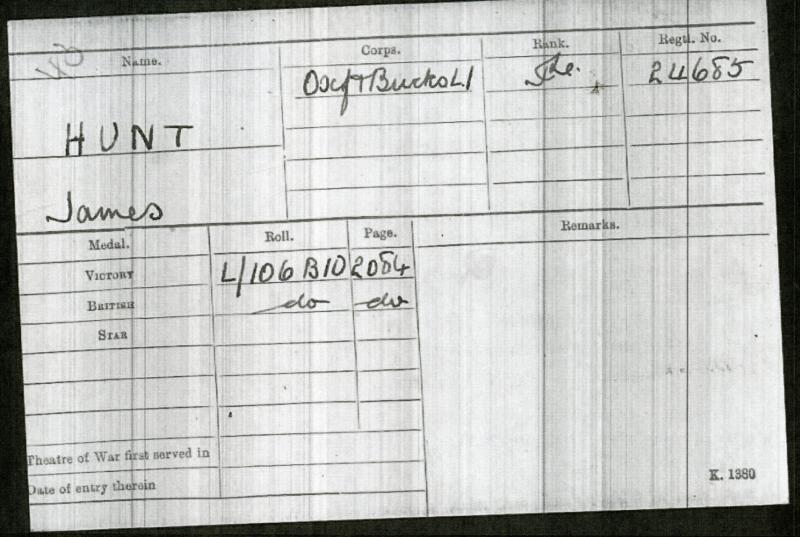 Name. Corps. Rank. Regtl. No.
Oxf & Bucks L.I 24685
HUNT
James
Medal. Roll. Page. Remarks.
VICTORY L/106 B10 2084
BRITISH do do
STAR
Theatre of War first served in
Date of entry therein
K. 1380